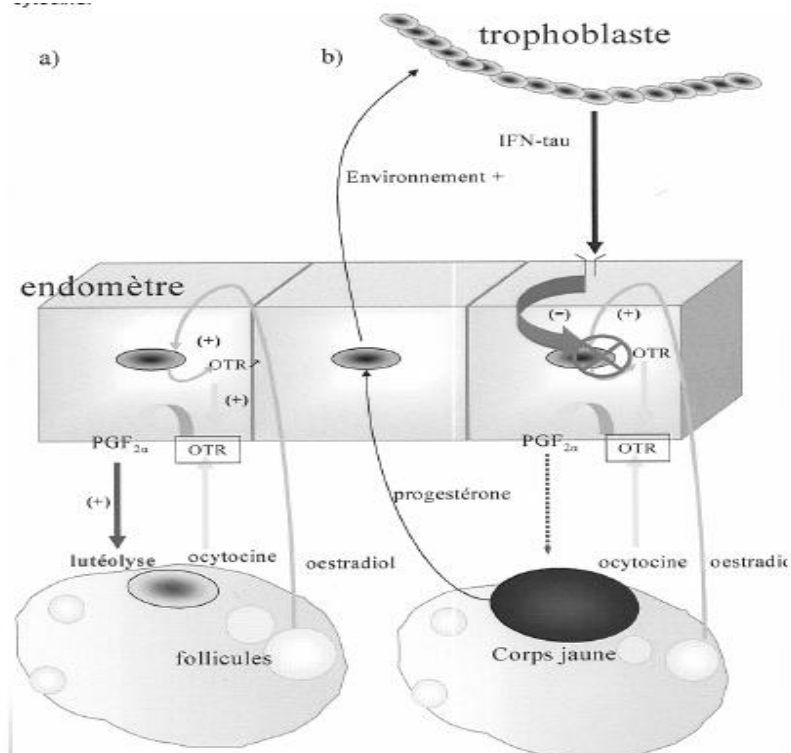 a)
b)
trophoblaste
IFN-tau
Environnement +
endomètre
(+)
OTR↗
(+)
(-)
(+)
OTR
PGF2α
OTR
PGF2α
OTR
(+)
progestérone
lutéolyse
ocytocine
oestradiol
ocytocine
follicules
Corps jaune